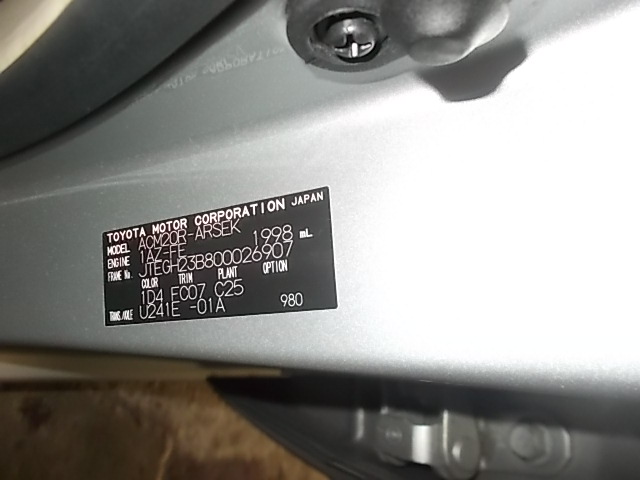 TOYOTA MOTOR CORPORATION JAPAN
MODEL ACM20R-ARSEK
ENGINE 1AZ-FE 1998 mL
FRAME No. JTEGH23B800026907
COLOR TRIM PLANT OPTION
1D4 FC07 C25
TRANS./AXLE U241E -01A 980